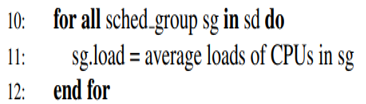 10: for all sched_group sg in sd do
11: sg.load = average loads of CPUs in sg
12: end for